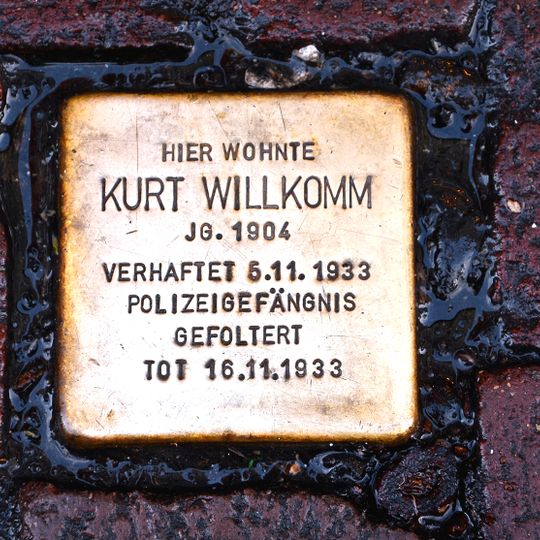 HIER WOHNTE
KURT WILLKOMM
JG. 1904
VERHAFTET 5.11.1933
POLIZEIGEFÄNGNIS
GEFOLTERT
TOT 16.11.1933